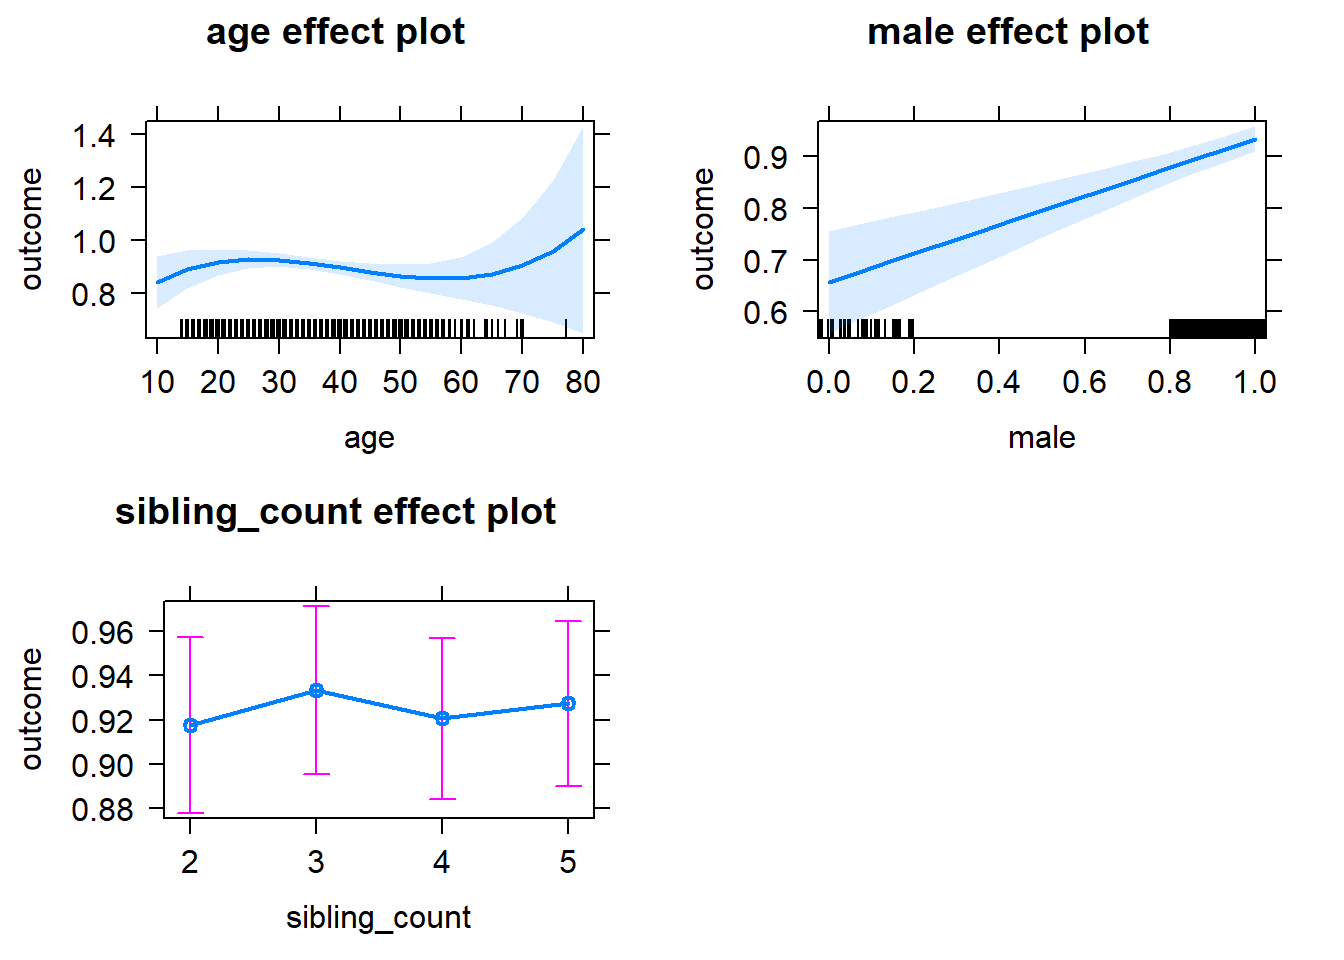 age effect plot
1.4
1.2
1.0
0.8
outcome
10 20 30 40 50 60 70 80
age
male effect plot
0.9
0.8
0.7
0.6
outcome
0.0 0.2 0.4 0.6 0.8 1.0
male
sibling_count effect plot
0.96
0.94
0.92
0.90
0.88
outcome
2 3 4 5
sibling_count